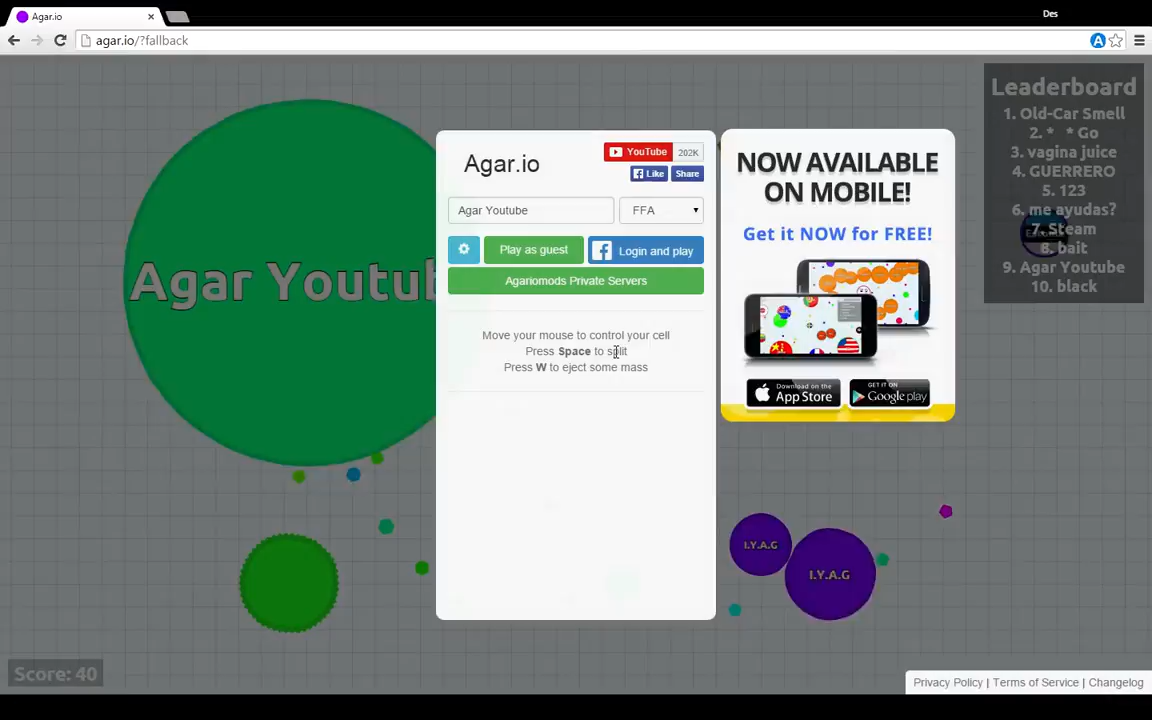 Agar.io
Des
agar.io/?fallback
Leaderboard
1. Old-Car Smell
2. * * Go
3. vagina juice
4. GUERRERO
5. 123
6. me ayudas?
7. Steam
8. bait
9. Agar Youtube
10. black
Agar.io
YouTube 202K
Like Share
Agar Youtube FFA
Play as guest Login and play
Agariomods Private Servers
Move your mouse to control your cell
Press Space to split
Press W to eject some mass
NOW AVAILABLE
ON MOBILE!
Get it NOW for FREE!
Download on the
App Store
GET IT ON
Google play
Agar Youtub
I.Y.A.G
I.Y.A.G
Score: 40
Privacy Policy | Terms of Service | Changelog